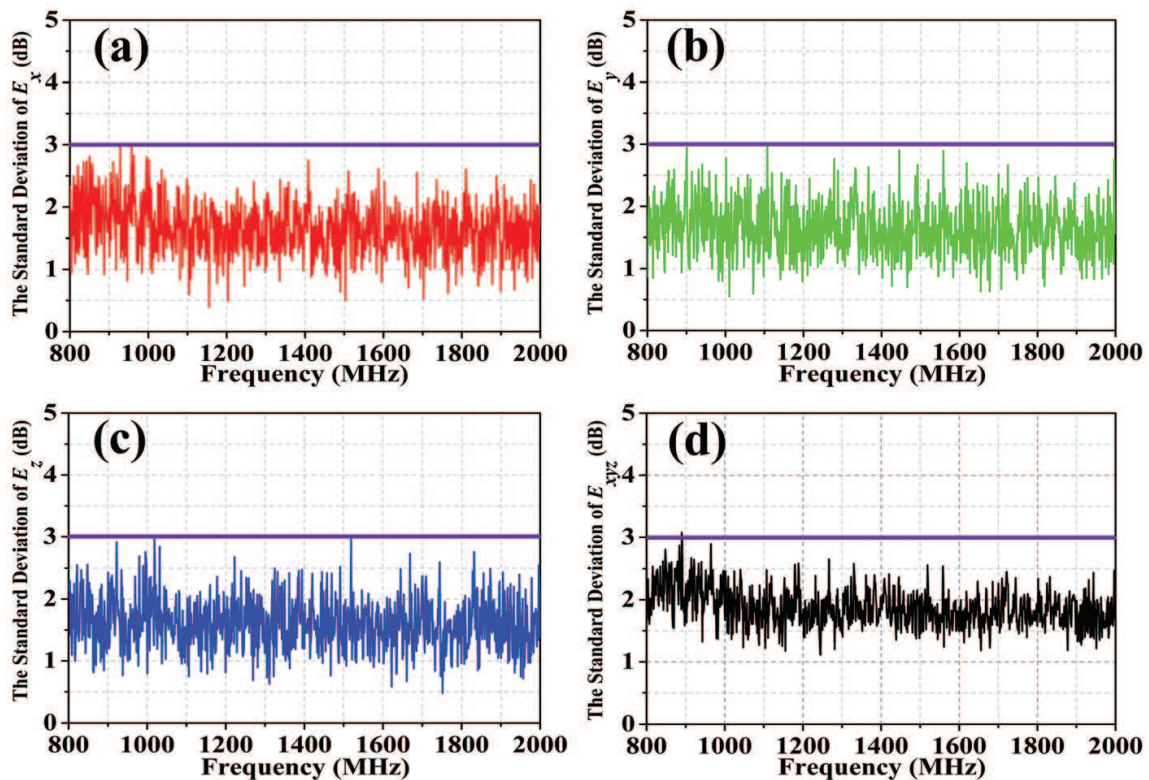 (a)
The Standard Deviation of E_x (dB)
5
4
3
2
1
0
800 1000 1200 1400 1600 1800 2000
Frequency (MHz)
(b)
The Standard Deviation of E_y (dB)
5
4
3
2
1
0
800 1000 1200 1400 1600 1800 2000
Frequency (MHz)
(c)
The Standard Deviation of E_z (dB)
5
4
3
2
1
0
800 1000 1200 1400 1600 1800 2000
Frequency (MHz)
(d)
The Standard Deviation of E_xyz (dB)
5
4
3
2
1
0
800 1000 1200 1400 1600 1800 2000
Frequency (MHz)